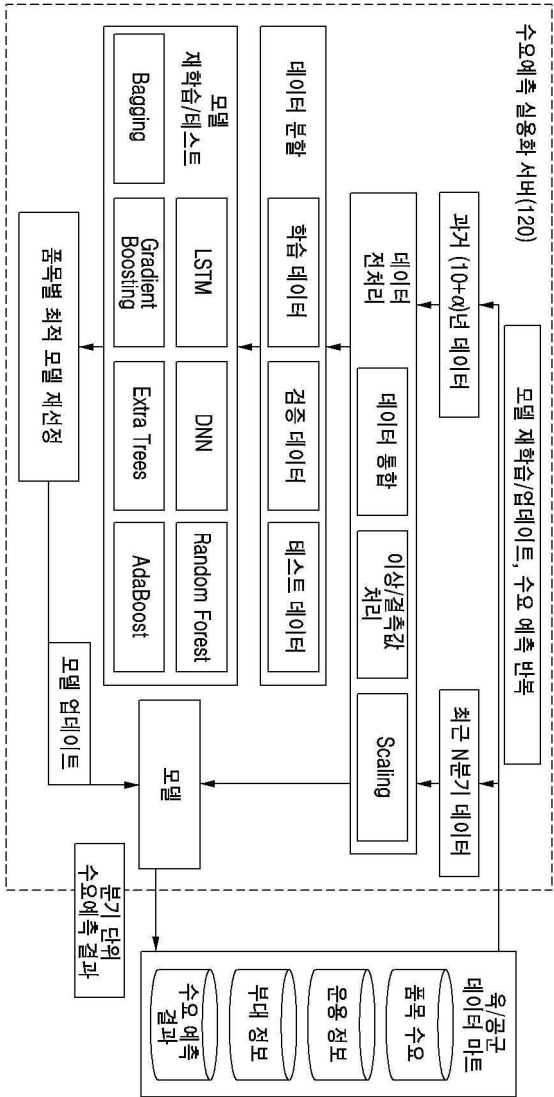 수요예측 실용화 서버(120)
모델 재학습/업데이트, 수요 예측 반복
과거 (10+α)년 데이터
최근 N분기 데이터
데이터
전처리
데이터 통합
이상/결측값
처리
Scaling
데이터 분할
학습 데이터
검증 데이터
테스트 데이터
모델
재학습/테스트
LSTM
DNN
Random Forest
Bagging
Gradient
Boosting
Extra Trees
AdaBoost
품목별 최적 모델 재선정
모델 업데이트
모델
분기 단위
수요예측 결과
육/공군
데이터 마트
품목 수요
운용 정보
부대 정보
수요 예측
결과